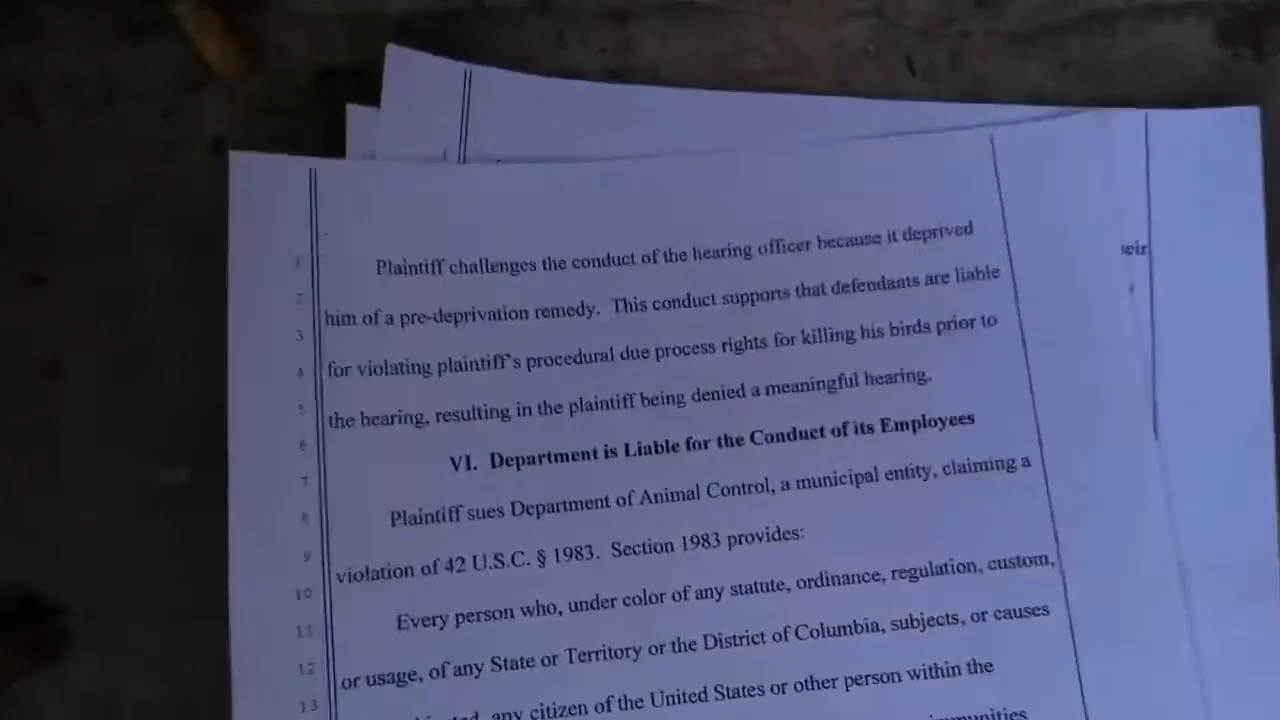 1 Plaintiff challenges the conduct of the hearing officer because it deprived
2 him of a pre-deprivation remedy. This conduct supports that defendants are liable
3
4 for violating plaintiff's procedural due process rights for killing his birds prior to
5 the hearing, resulting in the plaintiff being denied a meaningful hearing.
6 VI. Department is Liable for the Conduct of its Employees
7
8 Plaintiff sues Department of Animal Control, a municipal entity, claiming a
9 violation of 42 U.S.C. § 1983. Section 1983 provides:
10 Every person who, under color of any statute, ordinance, regulation, custom,
11
12 or usage, of any State or Territory or the District of Columbia, subjects, or causes
13 any citizen of the United States or other person within the